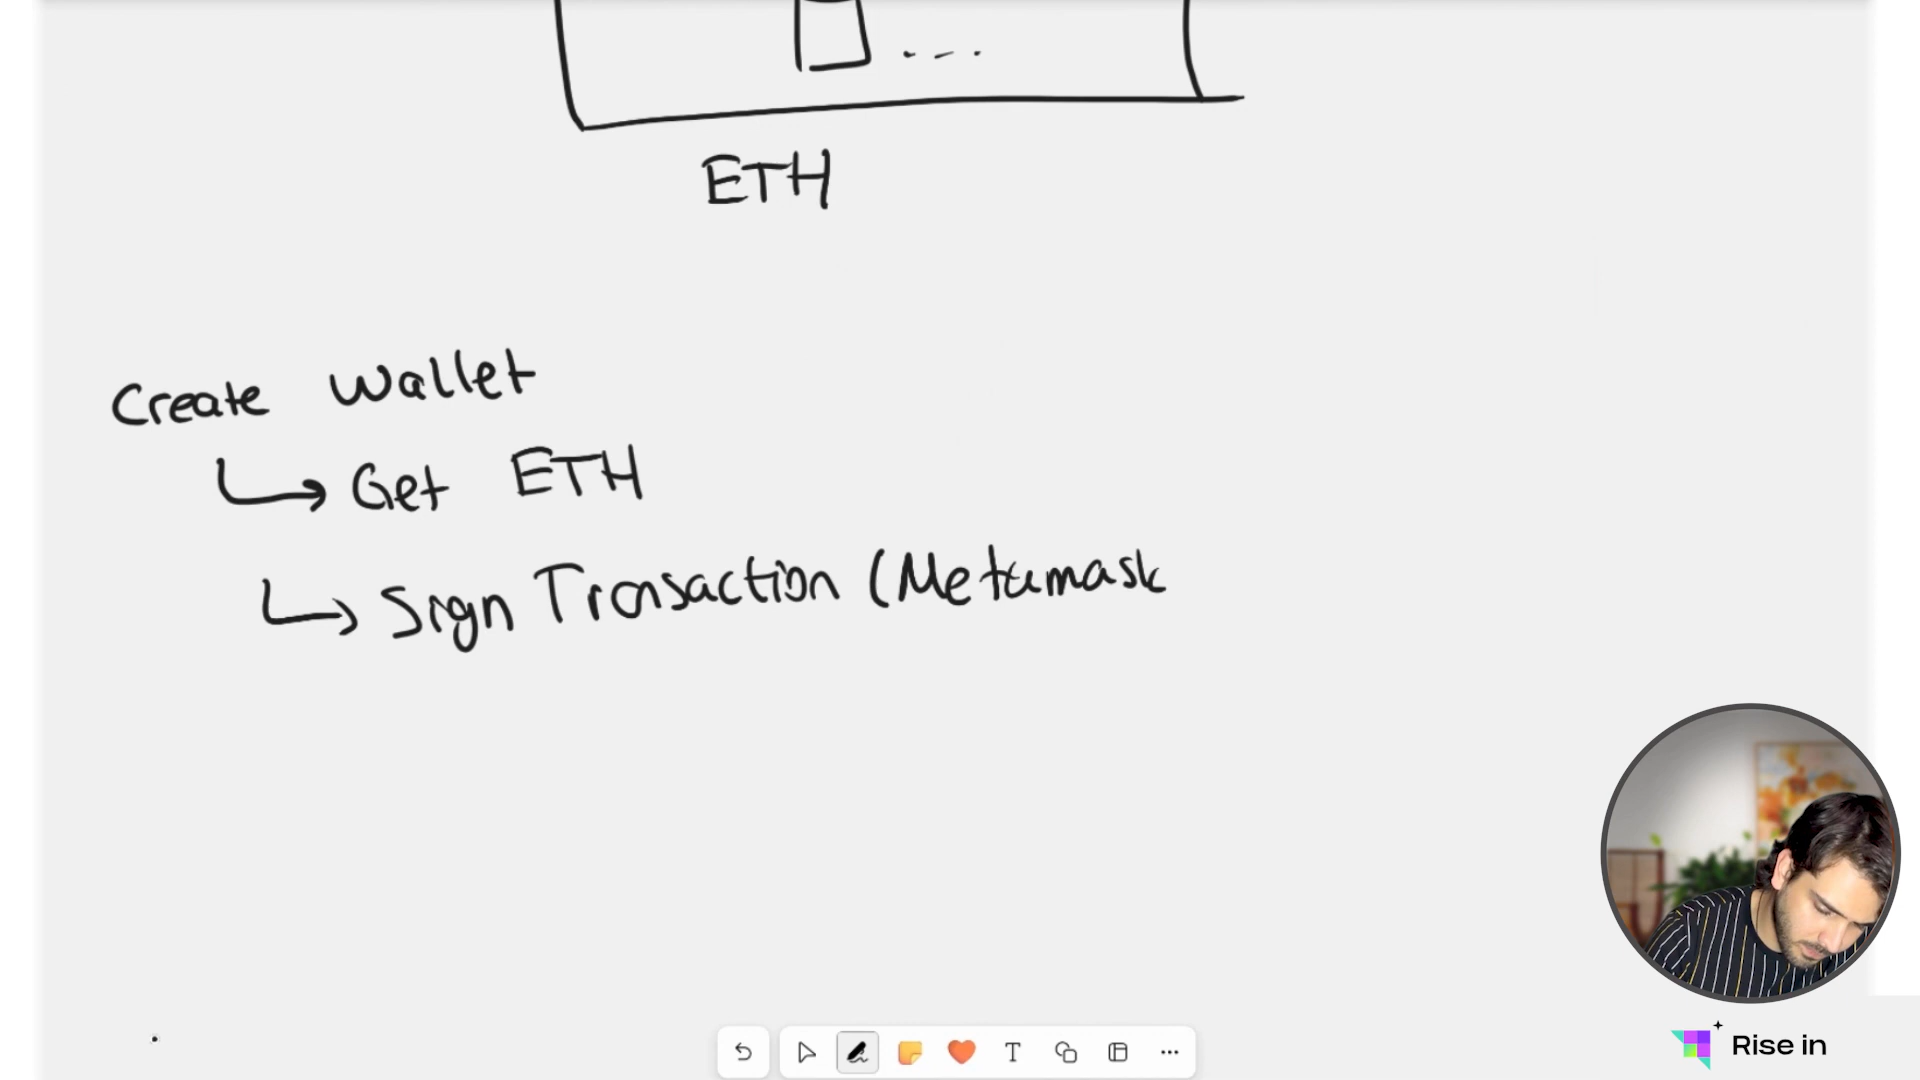 ETH
Create Wallet
Get ETH
Sign Transaction (Metamask
T
Rise in